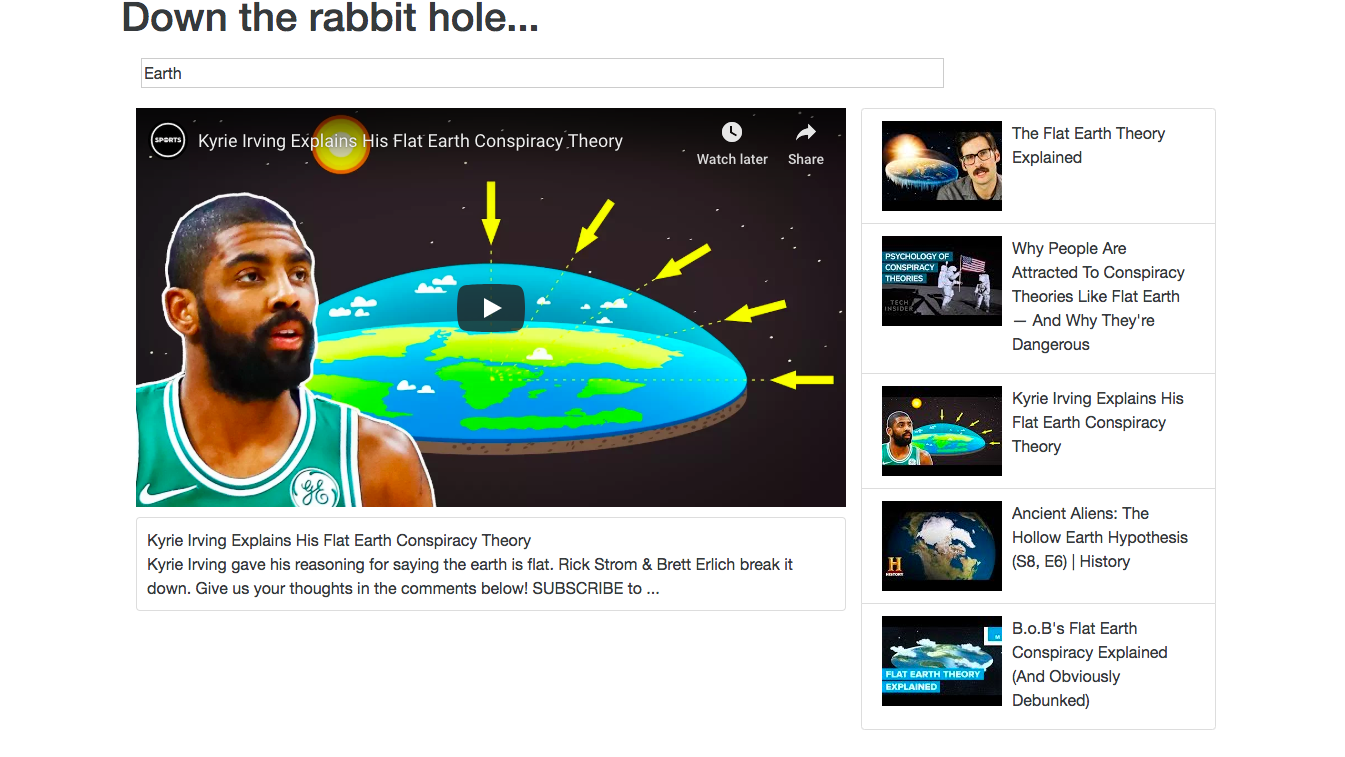 Down the rabbit hole...
Earth
SPORTS
Kyrie Irving Explains His Flat Earth Conspiracy Theory
Watch later
Share
GE
Kyrie Irving Explains His Flat Earth Conspiracy Theory
Kyrie Irving gave his reasoning for saying the earth is flat. Rick Strom & Brett Erlich break it
down. Give us your thoughts in the comments below! SUBSCRIBE to ...
The Flat Earth Theory
Explained
PSYCHOLOGY OF
CONSPIRACY
THEORIES
TECH
INSIDER
Why People Are
Attracted To Conspiracy
Theories Like Flat Earth
— And Why They're
Dangerous
Kyrie Irving Explains His
Flat Earth Conspiracy
Theory
H
HISTORY
Ancient Aliens: The
Hollow Earth Hypothesis
(S8, E6) | History
M
FLAT EARTH THEORY
EXPLAINED
B.o.B's Flat Earth
Conspiracy Explained
(And Obviously
Debunked)